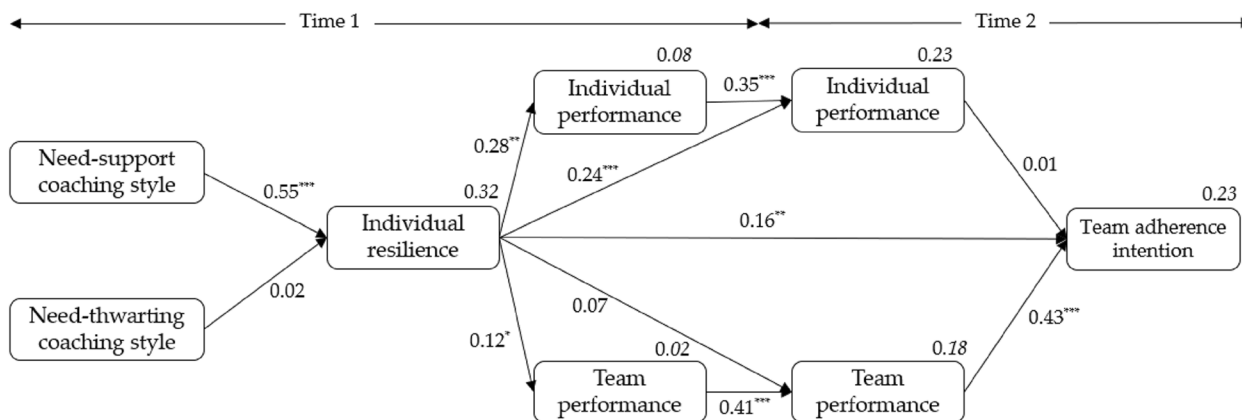 Time 1
Time 2
0.08
0.23
Individual
performance
0.35***
Individual
performance
Need-support
coaching style
0.28**
0.24***
0.01
0.55***
0.32
0.23
Individual
resilience
0.16**
Team adherence
intention
0.02
Need-thwarting
coaching style
0.07
0.43***
0.12*
0.02
0.18
Team
performance
0.41***
Team
performance